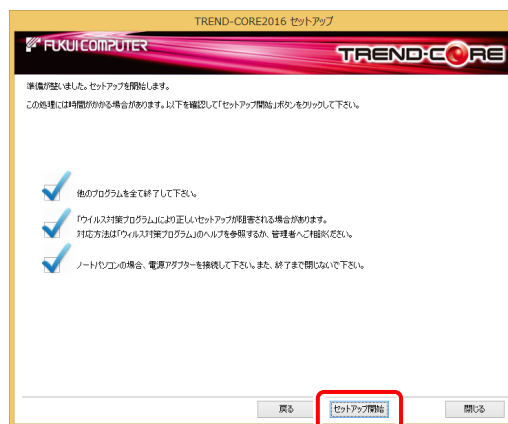 TREND-CORE2016 セットアップ
FUKUI COMPUTER
TREND-CORE
準備が整いました。セットアップを開始します。
この処理には時間がかかる場合があります。以下を確認して「セットアップ開始」ボタンをクリックして下さい。
他のプログラムを全て終了して下さい。
「ウイルス対策プログラム」により正しいセットアップが阻害される場合があります。
対応方法は「ウィルス対策プログラム」のヘルプを参照するか、管理者へご相談ください。
ノートパソコンの場合、電源アダプターを接続して下さい。また、終了まで閉じないで下さい。
戻る
セットアップ開始
閉じる